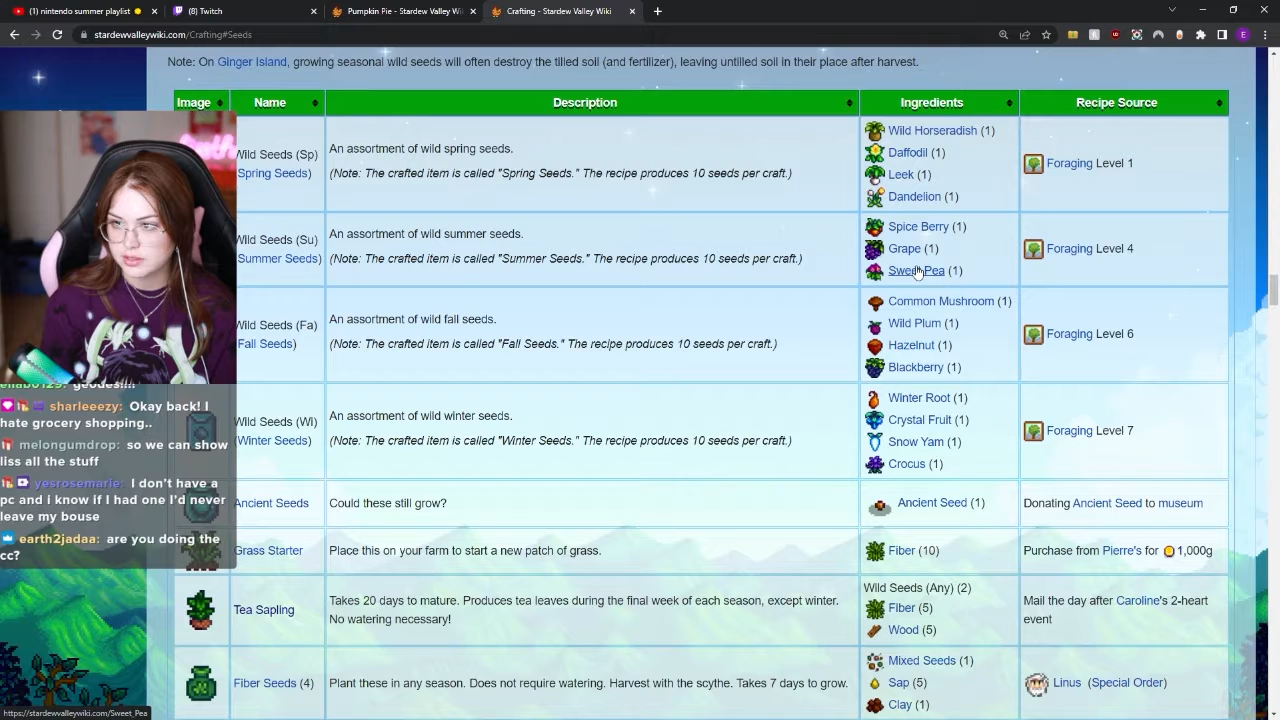 (1) nintendo summer playlist
(8) Twitch
Pumpkin Pie - Stardew Valley Wi
Crafting - Stardew Valley Wiki
stardewvalleywiki.com/Crafting#Seeds
Note: On Ginger Island, growing seasonal wild seeds will often destroy the tilled soil (and fertilizer), leaving untilled soil in their place after harvest.
Image Name Description Ingredients Recipe Source
Wild Seeds (Sp)
Spring Seeds)
An assortment of wild spring seeds.
(Note: The crafted item is called "Spring Seeds." The recipe produces 10 seeds per craft.)
Wild Horseradish (1)
Daffodil (1)
Leek (1)
Dandelion (1)
Foraging Level 1
Wild Seeds (Su)
Summer Seeds)
An assortment of wild summer seeds.
(Note: The crafted item is called "Summer Seeds." The recipe produces 10 seeds per craft.)
Spice Berry (1)
Grape (1)
Sweet Pea (1)
Foraging Level 4
Wild Seeds (Fa)
Fall Seeds)
An assortment of wild fall seeds.
(Note: The crafted item is called "Fall Seeds." The recipe produces 10 seeds per craft.)
Common Mushroom (1)
Wild Plum (1)
Hazelnut (1)
Blackberry (1)
Foraging Level 6
Wild Seeds (Wi)
(Winter Seeds)
An assortment of wild winter seeds.
(Note: The crafted item is called "Winter Seeds." The recipe produces 10 seeds per craft.)
Winter Root (1)
Crystal Fruit (1)
Snow Yam (1)
Crocus (1)
Foraging Level 7
Ancient Seeds
Could these still grow?
Ancient Seed (1)
Donating Ancient Seed to museum
Grass Starter
Place this on your farm to start a new patch of grass.
Fiber (10)
Purchase from Pierre's for 1,000g
Tea Sapling
Takes 20 days to mature. Produces tea leaves during the final week of each season, except winter.
No watering necessary!
Wild Seeds (Any) (2)
Fiber (5)
Wood (5)
Mail the day after Caroline's 2-heart
event
Fiber Seeds (4)
Plant these in any season. Does not require watering. Harvest with the scythe. Takes 7 days to grow.
Mixed Seeds (1)
Sap (5)
Clay (1)
Linus (Special Order)
geodes!!!!
sharleeezy: Okay back! I
hate grocery shopping..
melongumdrop: so we can show
liss all the stuff
yesrosemarie: I don't have a
pc and i know if I had one I'd never
leave my bouse
earth2jadaa: are you doing the
cc?
https://stardewvalleywiki.com/Sweet_Pea